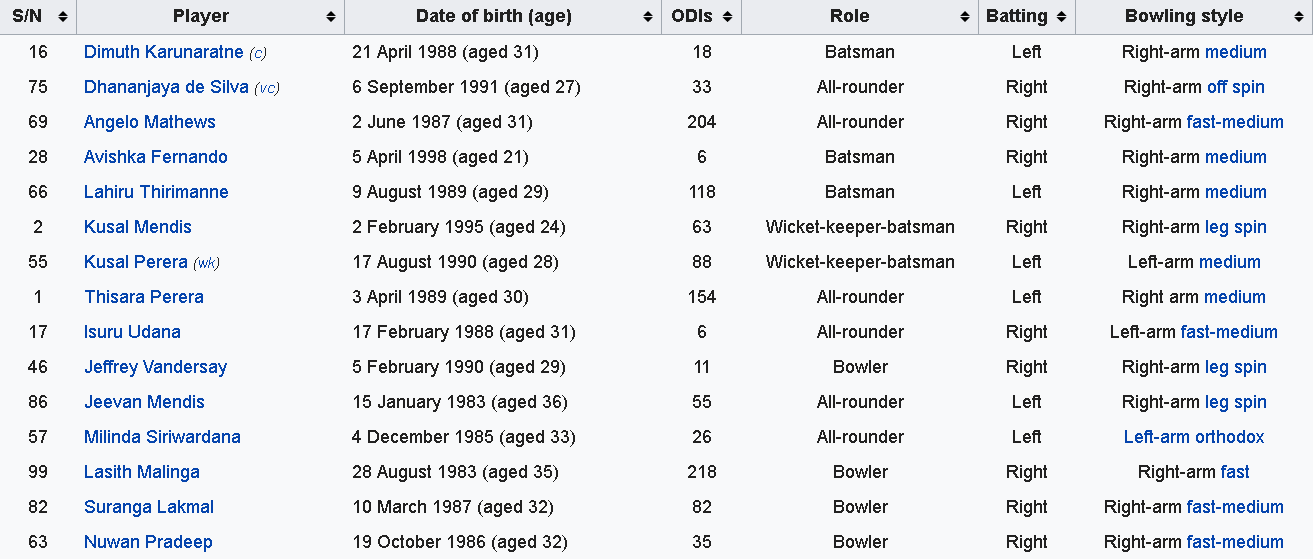 S/N Player Date of birth (age) ODIs Role Batting Bowling style
16 Dimuth Karunaratne (c) 21 April 1988 (aged 31) 18 Batsman Left Right-arm medium
75 Dhananjaya de Silva (vc) 6 September 1991 (aged 27) 33 All-rounder Right Right-arm off spin
69 Angelo Mathews 2 June 1987 (aged 31) 204 All-rounder Right Right-arm fast-medium
28 Avishka Fernando 5 April 1998 (aged 21) 6 Batsman Right Right-arm medium
66 Lahiru Thirimanne 9 August 1989 (aged 29) 118 Batsman Left Right-arm medium
2 Kusal Mendis 2 February 1995 (aged 24) 63 Wicket-keeper-batsman Right Right-arm leg spin
55 Kusal Perera (wk) 17 August 1990 (aged 28) 88 Wicket-keeper-batsman Left Left-arm medium
1 Thisara Perera 3 April 1989 (aged 30) 154 All-rounder Left Right arm medium
17 Isuru Udana 17 February 1988 (aged 31) 6 All-rounder Right Left-arm fast-medium
46 Jeffrey Vandersay 5 February 1990 (aged 29) 11 Bowler Right Right-arm leg spin
86 Jeevan Mendis 15 January 1983 (aged 36) 55 All-rounder Left Right-arm leg spin
57 Milinda Siriwardana 4 December 1985 (aged 33) 26 All-rounder Left Left-arm orthodox
99 Lasith Malinga 28 August 1983 (aged 35) 218 Bowler Right Right-arm fast
82 Suranga Lakmal 10 March 1987 (aged 32) 82 Bowler Right Right-arm fast-medium
63 Nuwan Pradeep 19 October 1986 (aged 32) 35 Bowler Right Right-arm fast-medium